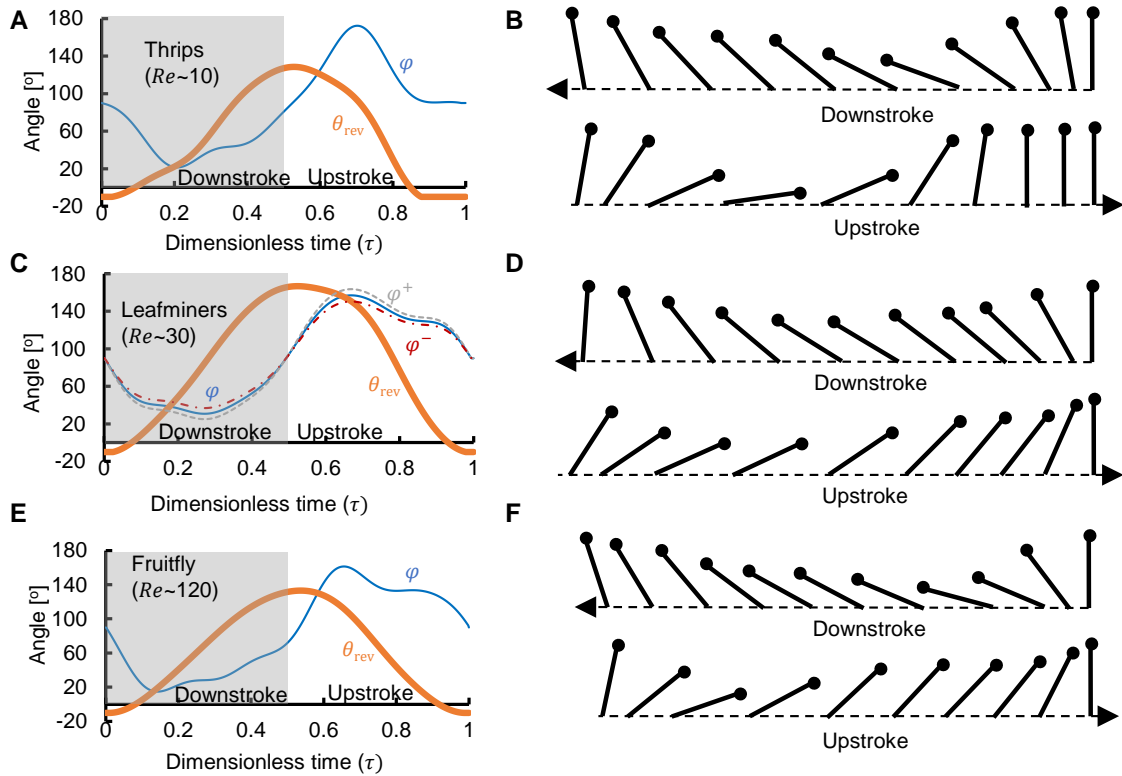 A
180
140
100
60
20
-20
Angle [º]
Thrips
(Re~10)
φ
θrev
Downstroke
Upstroke
0
0.2
0.4
0.6
0.8
1
Dimensionless time (τ)
B
Downstroke
Upstroke
C
180
140
100
60
20
-20
Angle [º]
Leafminers
(Re~30)
φ+
φ
φ−
θrev
Downstroke
Upstroke
0
0.2
0.4
0.6
0.8
1
Dimensionless time (τ)
D
Downstroke
Upstroke
E
180
140
100
60
20
-20
Angle [º]
Fruitfly
(Re~120)
φ
θrev
Downstroke
Upstroke
0
0.2
0.4
0.6
0.8
1
Dimensionless time (τ)
F
Downstroke
Upstroke